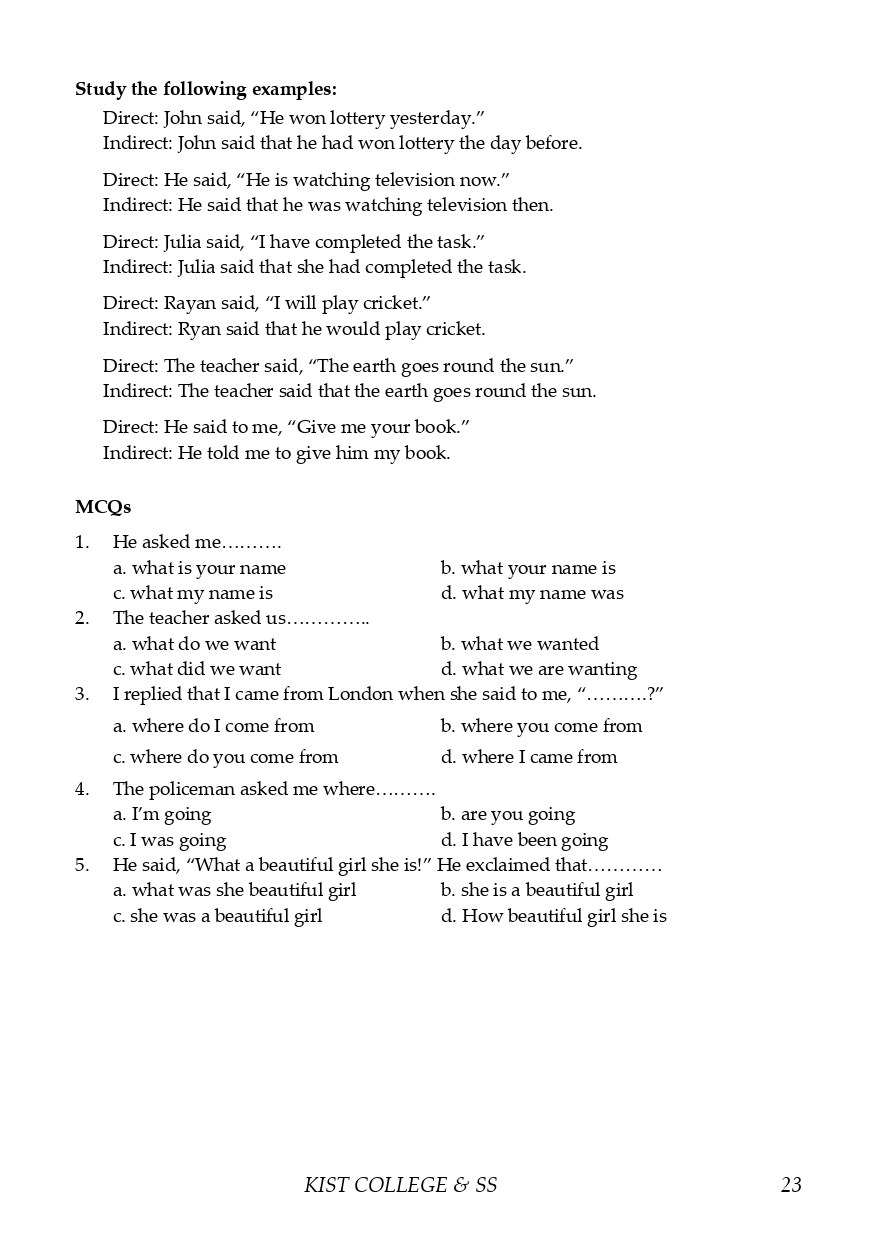 Study the following examples:
Direct: John said, “He won lottery yesterday.”
Indirect: John said that he had won lottery the day before.
Direct: He said, “He is watching television now.”
Indirect: He said that he was watching television then.
Direct: Julia said, “I have completed the task.”
Indirect: Julia said that she had completed the task.
Direct: Rayan said, “I will play cricket.”
Indirect: Ryan said that he would play cricket.
Direct: The teacher said, “The earth goes round the sun.”
Indirect: The teacher said that the earth goes round the sun.
Direct: He said to me, “Give me your book.”
Indirect: He told me to give him my book.
MCQs
1. He asked me……….
a. what is your name b. what your name is
c. what my name is d. what my name was
2. The teacher asked us…………..
a. what do we want b. what we wanted
c. what did we want d. what we are wanting
3. I replied that I came from London when she said to me, “……….?”
a. where do I come from b. where you come from
c. where do you come from d. where I came from
4. The policeman asked me where……….
a. I’m going b. are you going
c. I was going d. I have been going
5. He said, “What a beautiful girl she is!” He exclaimed that…………
a. what was she beautiful girl b. she is a beautiful girl
c. she was a beautiful girl d. How beautiful girl she is
KIST COLLEGE & SS 23